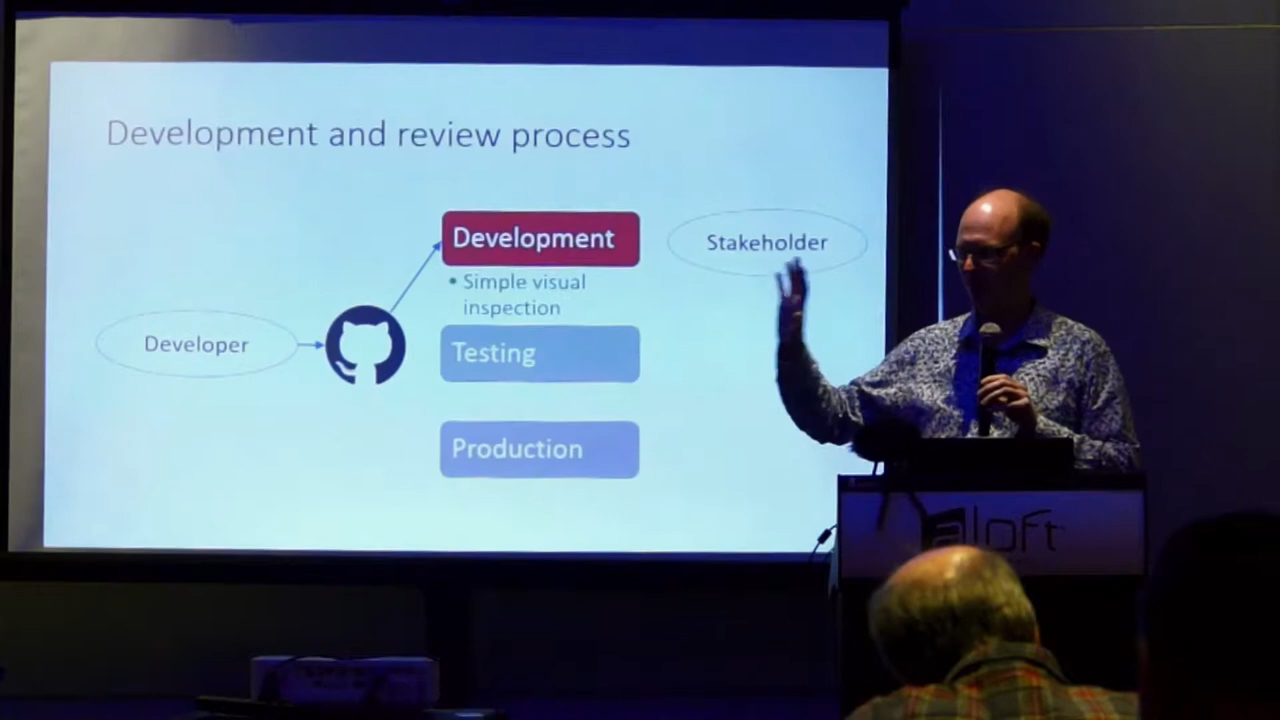 Development and review process
Development
Stakeholder
• Simple visual
inspection
Developer
Testing
Production
aloft